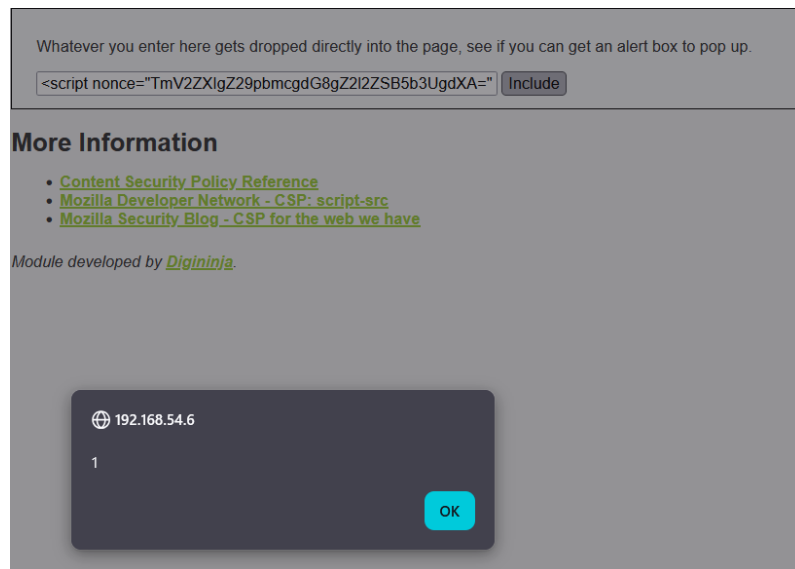 Whatever you enter here gets dropped directly into the page, see if you can get an alert box to pop up.
<script nonce="TmV2ZXIgZ29pbmcgdG8gZ2l2ZSB5b3UgdXA=" Include
More Information
• Content Security Policy Reference
• Mozilla Developer Network - CSP: script-src
• Mozilla Security Blog - CSP for the web we have
Module developed by Digininja.
192.168.54.6
1
OK